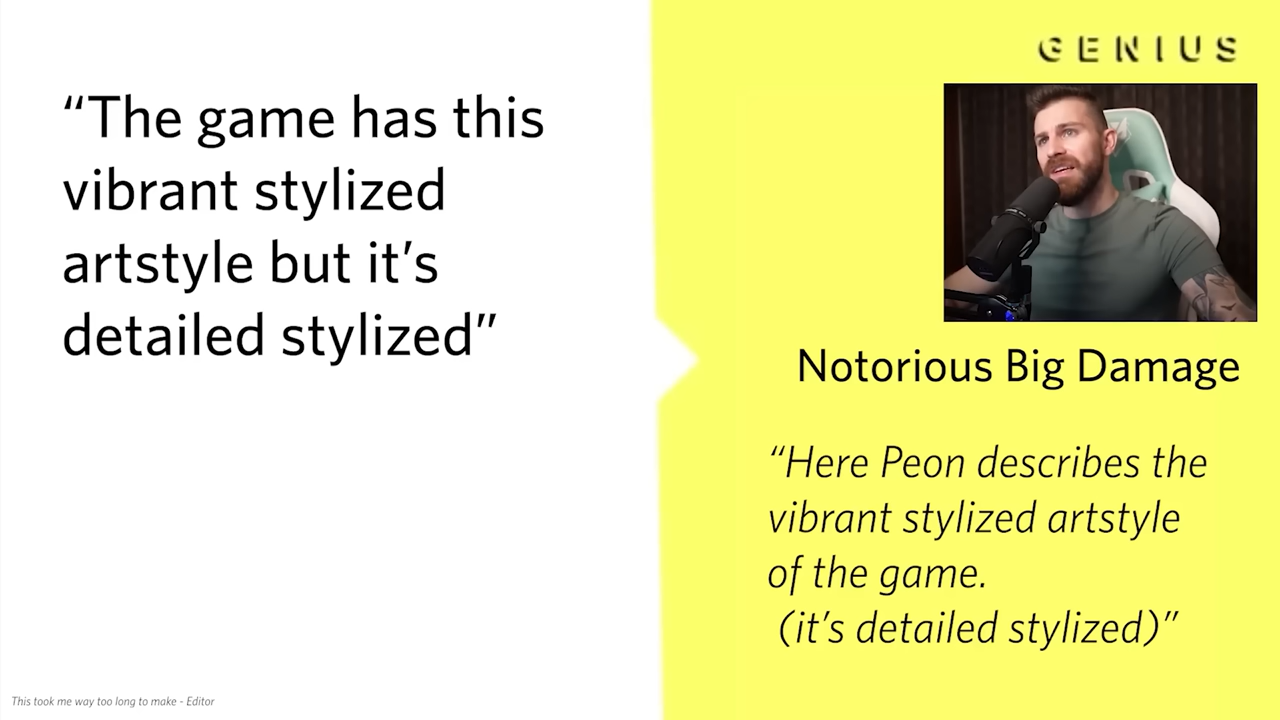 “The game has this
vibrant stylized
artstyle but it’s
detailed stylized”
GENIUS
Notorious Big Damage
“Here Peon describes the
vibrant stylized artstyle
of the game.
(it’s detailed stylized)”
This took me way too long to make - Editor